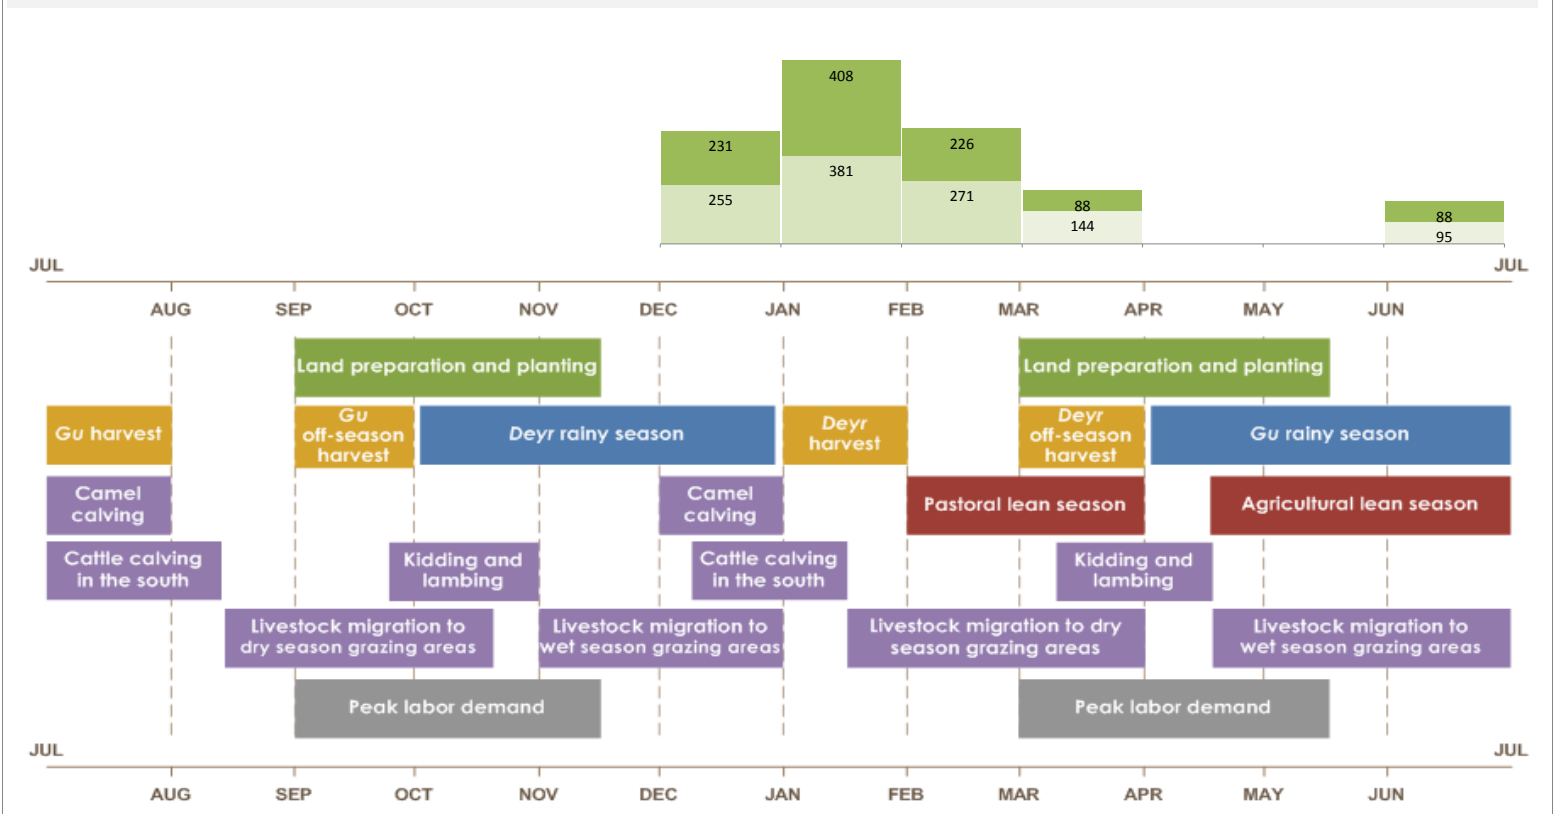 408
231
226
381
255
271
88
144
88
95
JUL
JUL
AUG SEP OCT NOV DEC JAN FEB MAR APR MAY JUN
Land preparation and planting
Land preparation and planting
Gu harvest
Gu
off-season
harvest
Deyr rainy season
Deyr
harvest
Deyr
off-season
harvest
Gu rainy season
Camel
calving
Camel
calving
Pastoral lean season
Agricultural lean season
Cattle calving
in the south
Kidding and
lambing
Cattle calving
in the south
Kidding and
lambing
Livestock migration to
dry season grazing areas
Livestock migration to
wet season grazing areas
Livestock migration to dry
season grazing areas
Livestock migration to
wet season grazing areas
Peak labor demand
Peak labor demand
JUL
JUL
AUG SEP OCT NOV DEC JAN FEB MAR APR MAY JUN